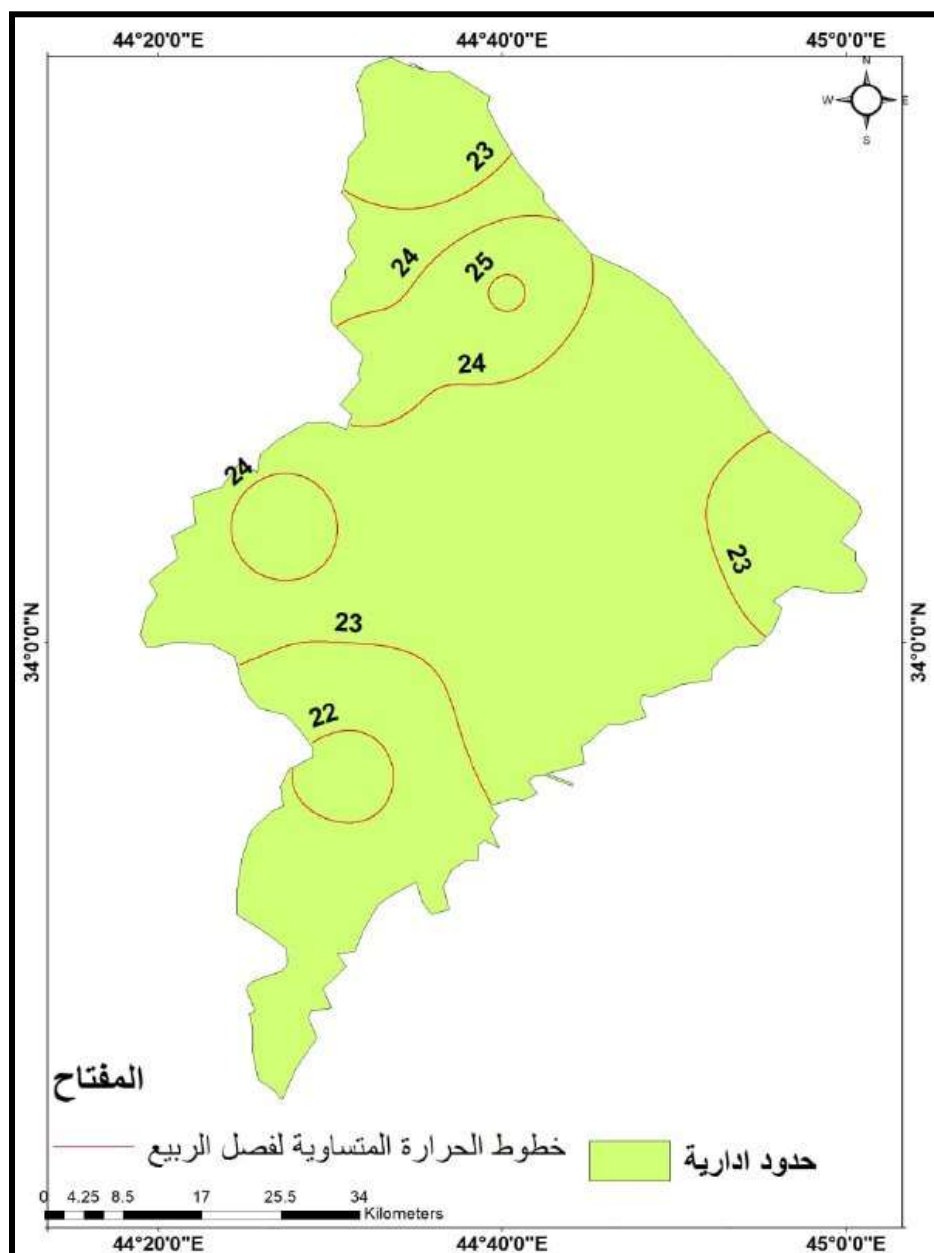 44°20'0"E 44°40'0"E 45°0'0"E
N
W E
S
23
24
25
24
24
23
34°0'0"N 34°0'0"N
23
22
المفتاح
خطوط الحرارة المتساوية لفصل الربيع
حدود ادارية
0 4.25 8.5 17 25.5 34
Kilometers
44°20'0"E 44°40'0"E 45°0'0"E